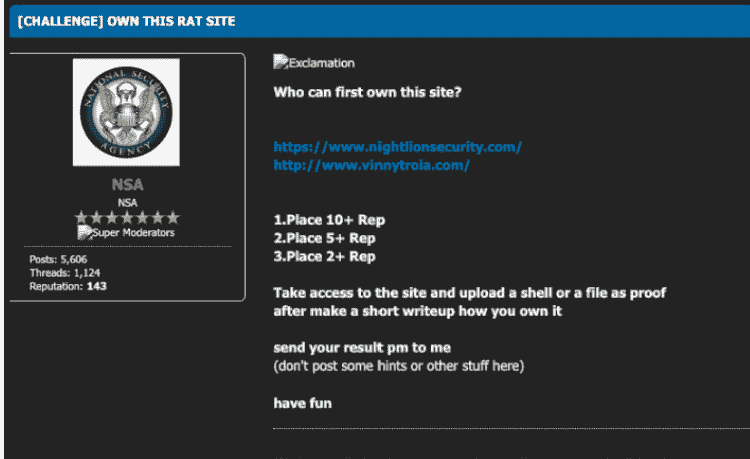 [CHALLENGE] OWN THIS RAT SITE
NATIONAL SECURITY
AGENCY
NSA
NSA
Super Moderators
Posts: 5,606
Threads: 1,124
Reputation: 143
Exclamation
Who can first own this site?
https://www.nightlionsecurity.com/
http://www.vinnytroia.com/
1.Place 10+ Rep
2.Place 5+ Rep
3.Place 2+ Rep
Take access to the site and upload a shell or a file as proof
after make a short writeup how you own it
send your result pm to me
(don't post some hints or other stuff here)
have fun